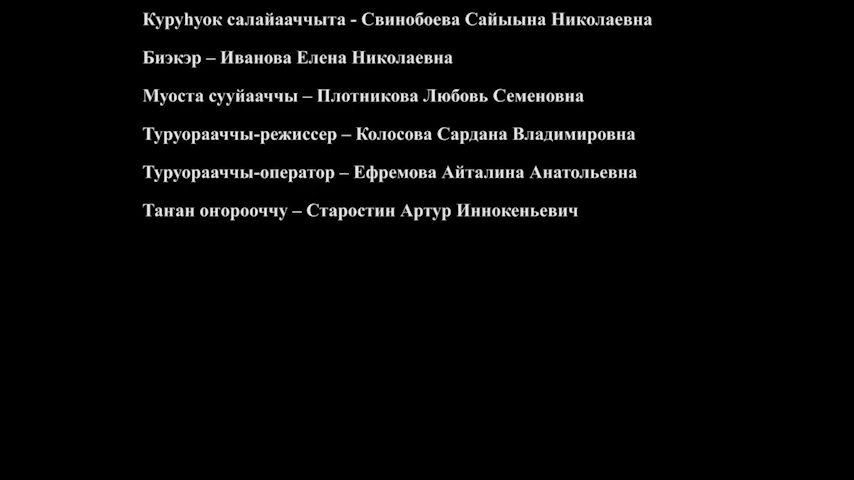 Куруһуок салайааччыта - Свинобоева Сайыына Николаевна
Биэкэр – Иванова Елена Николаевна
Муоста сууйааччы – Плотникова Любовь Семеновна
Туруорааччы-режиссер – Колосова Сардана Владимировна
Туруорааччы-оператор – Ефремова Айталина Анатольевна
Таҥан оҥорооччу – Старостин Артур Иннокеньевич